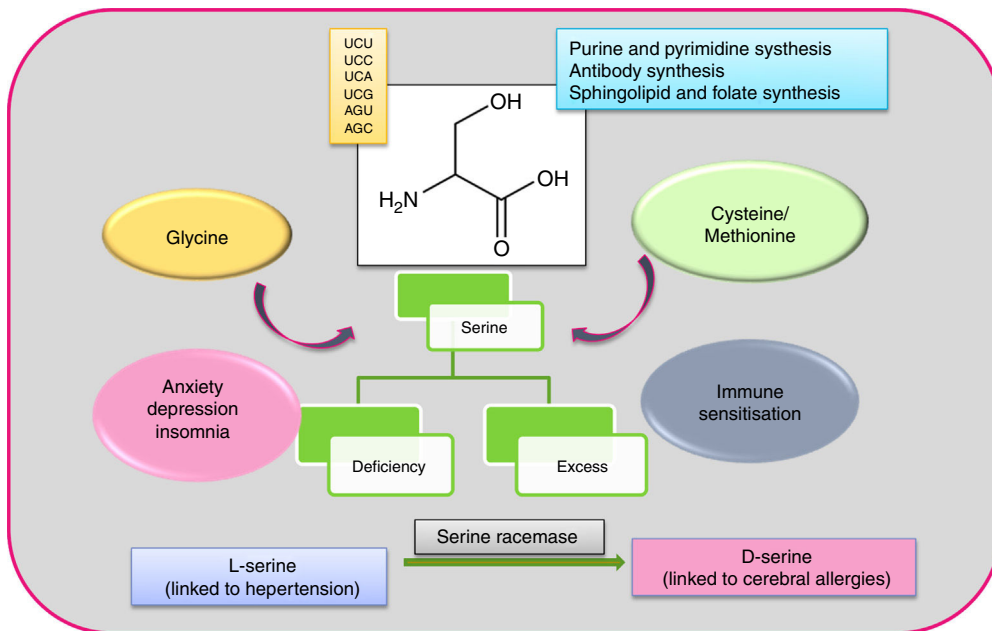 UCU
UCC
UCA
UCG
AGU
AGC
Purine and pyrimidine systhesis
Antibody synthesis
Sphingolipid and folate synthesis
OH
H2N
OH
O
Glycine
Cysteine/
Methionine
Serine
Anxiety
depression
insomnia
Immune
sensitisation
Deficiency
Excess
Serine racemase
L-serine
(linked to hepertension)
D-serine
(linked to cerebral allergies)